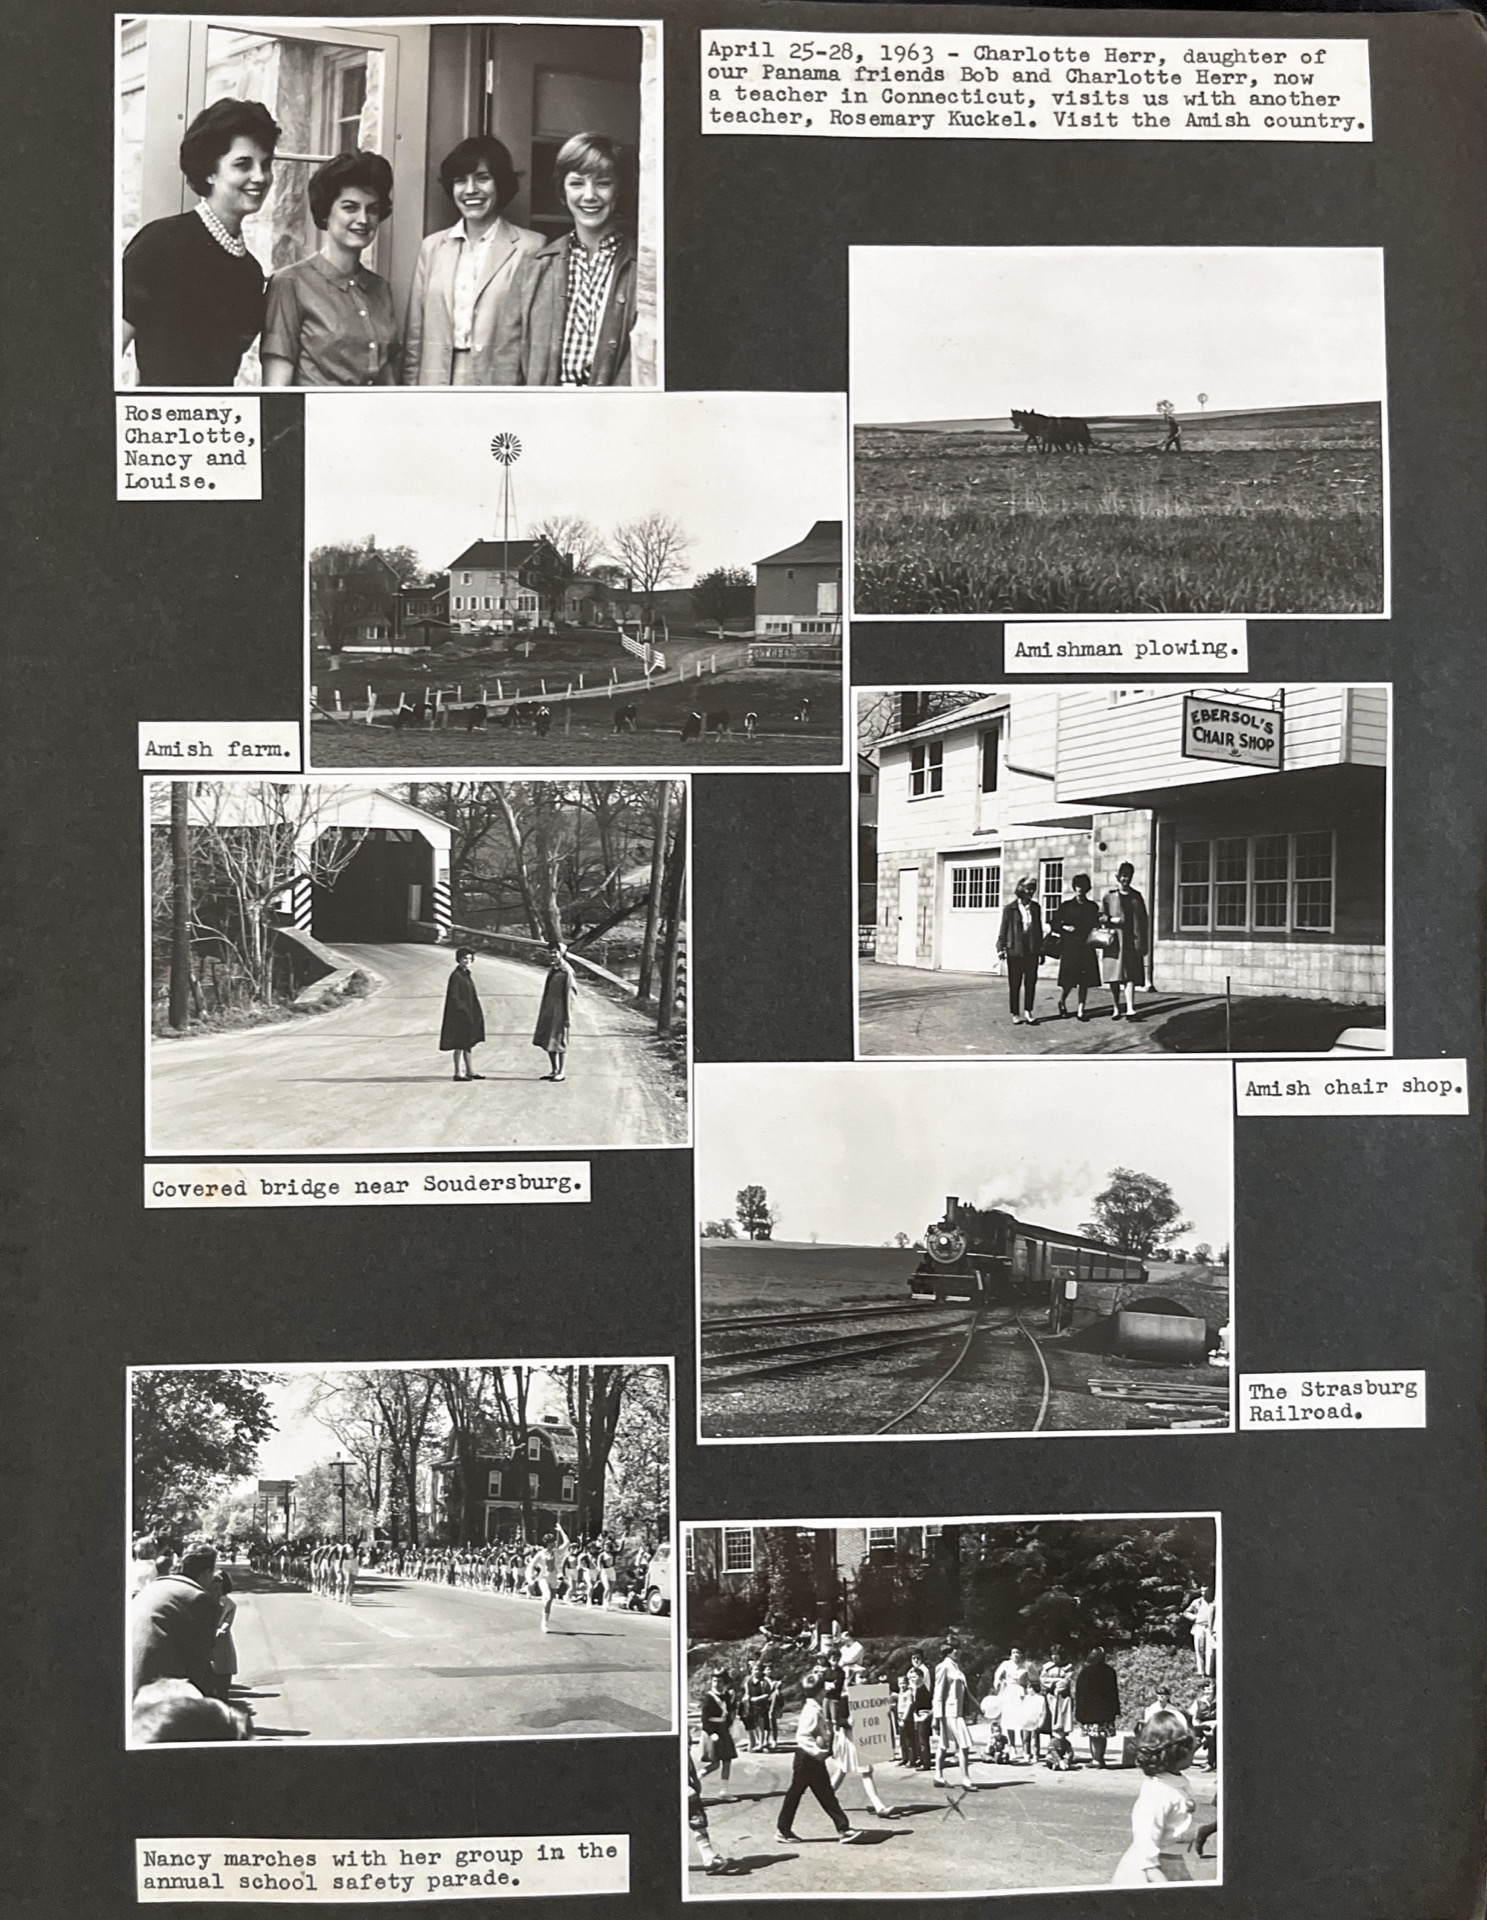 April 25-28, 1963 - Charlotte Herr, daughter of
our Panama friends Bob and Charlotte Herr, now
a teacher in Connecticut, visits us with another
teacher, Rosemary Kuckel. Visit the Amish country.
Rosemany,
Charlotte,
Nancy and
Louise.
Amishman plowing.
Amish farm.
EBERSOL'S
CHAIR SHOP
Amish chair shop.
Covered bridge near Soudersburg.
The Strasburg
Railroad.
TOUCHDOWN
FOR
SAFETY
Nancy marches with her group in the
annual school safety parade.